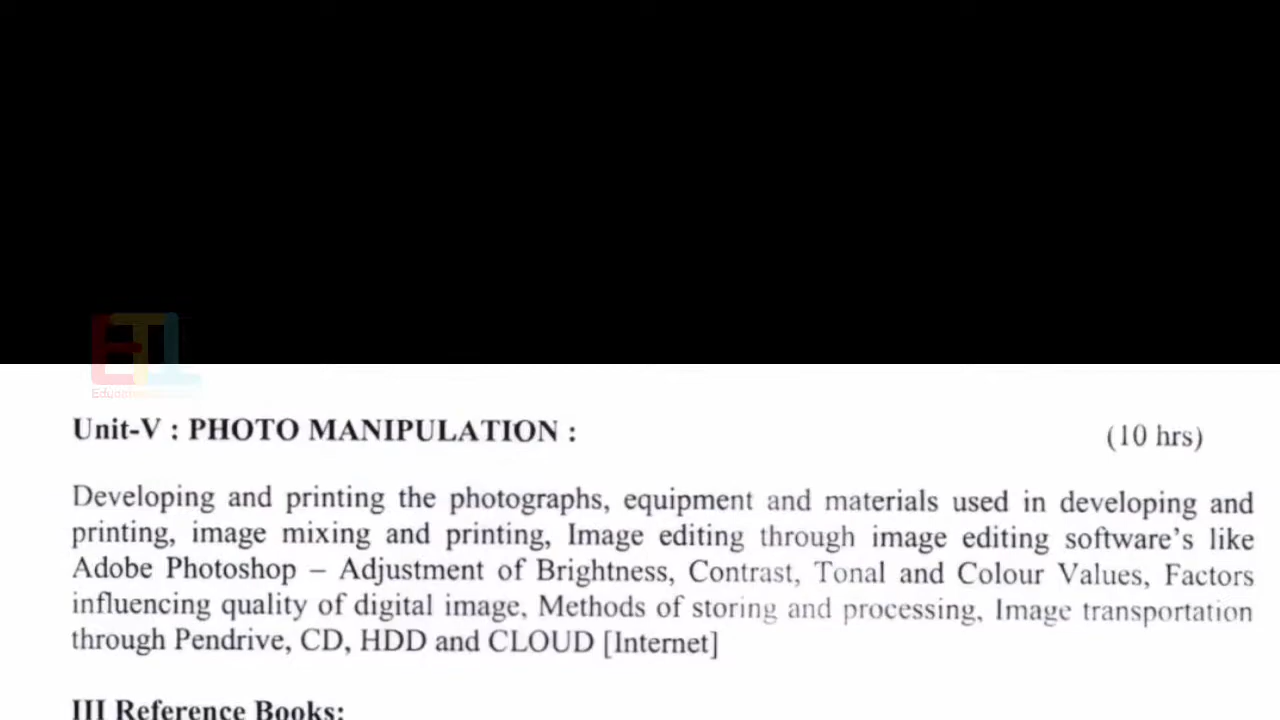 ETL
Unit-V : PHOTO MANIPULATION : (10 hrs)
Developing and printing the photographs, equipment and materials used in developing and
printing, image mixing and printing, Image editing through image editing software's like
Adobe Photoshop – Adjustment of Brightness, Contrast, Tonal and Colour Values, Factors
influencing quality of digital image, Methods of storing and processing, Image transportation
through Pendrive, CD, HDD and CLOUD [Internet]
III Reference Books: